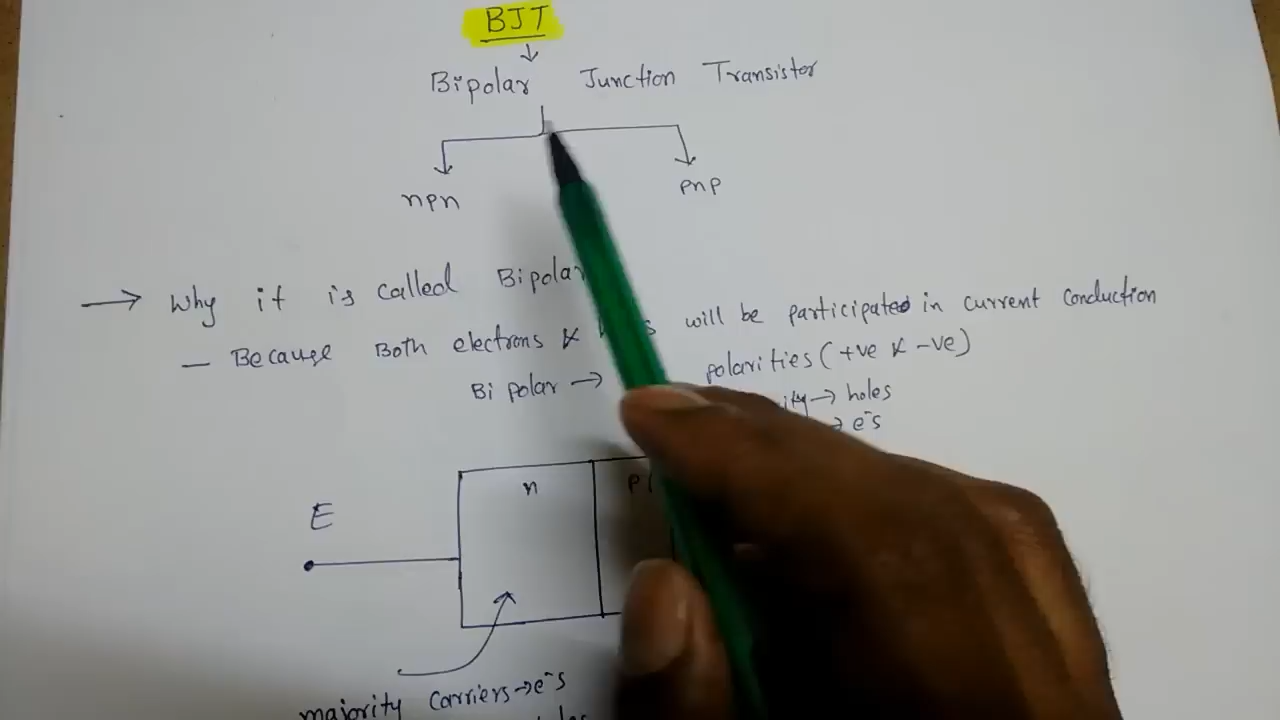 BJT
Bipolar Junction Transistor
npn pnp
Why it is called Bipolar
- Because Both electrons & will be participated in current conduction
Bi polar → polarities (+ve & -ve)
→ holes
→ e⁻s
n P
E
majority carriers → e⁻s